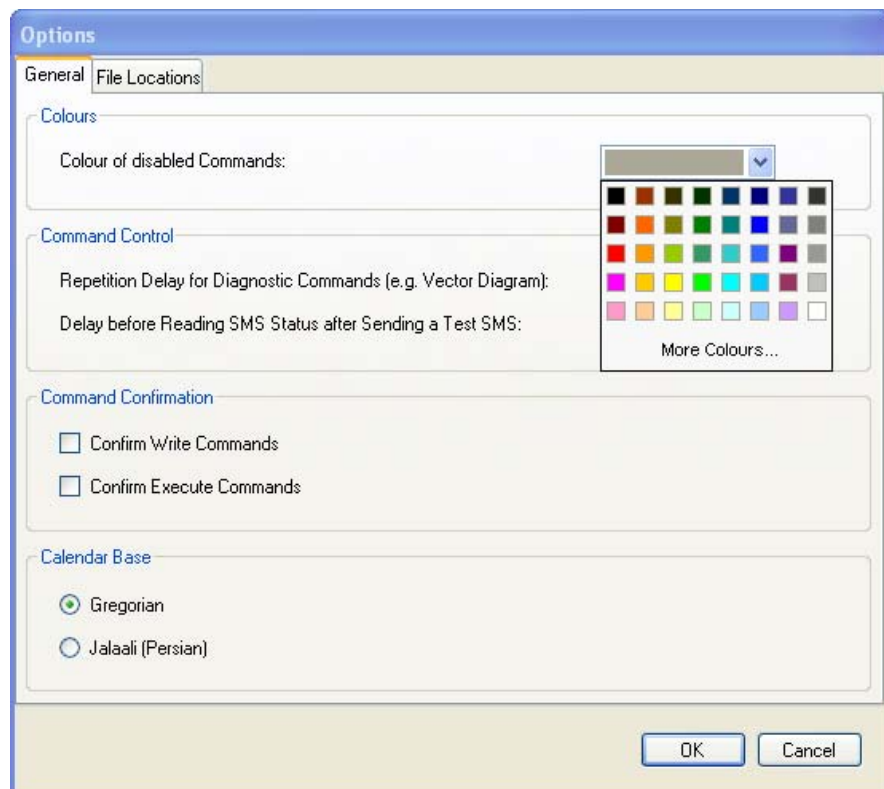 Options
General
File Locations
Colours
Colour of disabled Commands:
Command Control
Repetition Delay for Diagnostic Commands (e.g. Vector Diagram):
Delay before Reading SMS Status after Sending a Test SMS:
More Colours...
Command Confirmation
Confirm Write Commands
Confirm Execute Commands
Calendar Base
Gregorian
Jalaali (Persian)
OK
Cancel